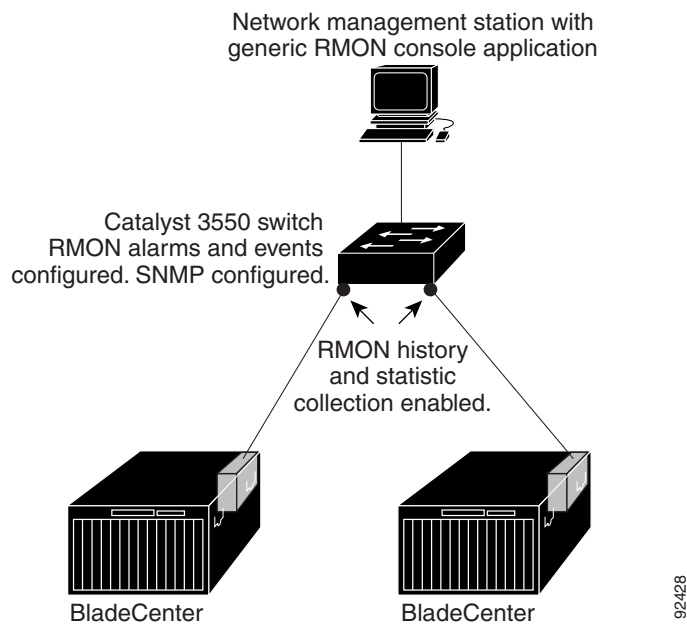 Network management station with
generic RMON console application
Catalyst 3550 switch
RMON alarms and events
configured. SNMP configured.
RMON history
and statistic
collection enabled.
BladeCenter
BladeCenter
92428